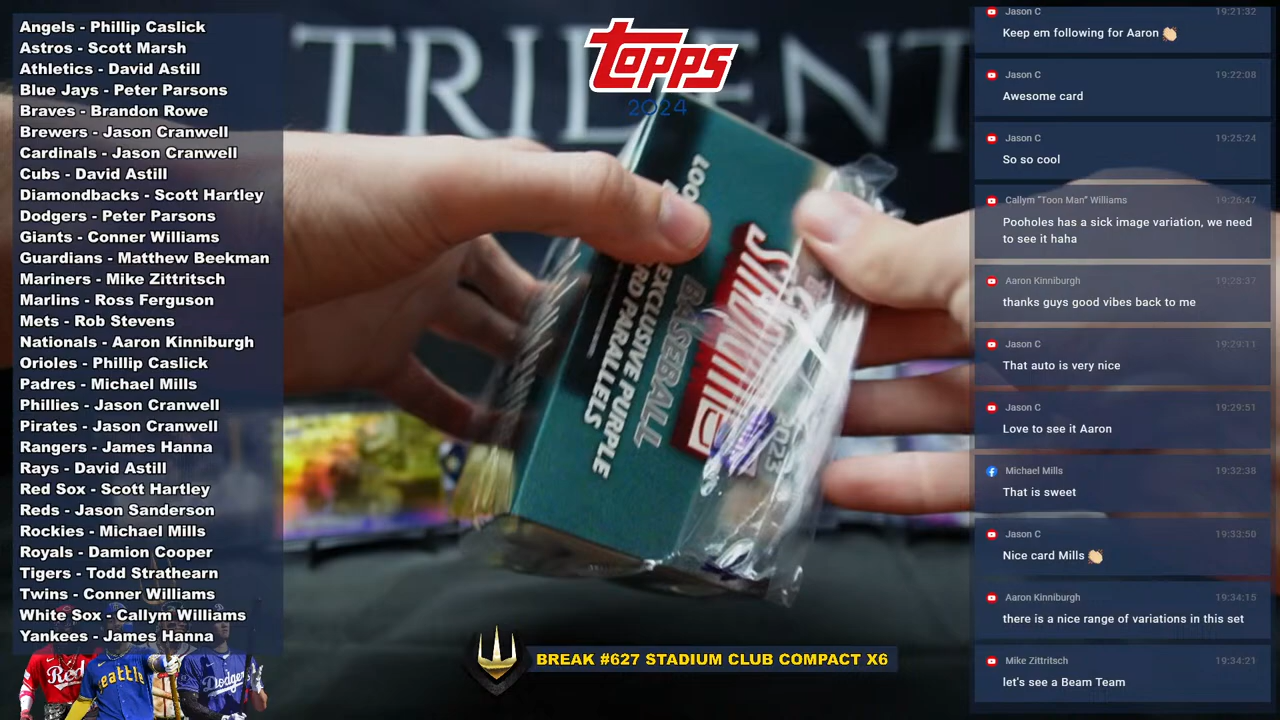 Angels - Phillip Caslick
Astros - Scott Marsh
Athletics - David Astill
Blue Jays - Peter Parsons
Braves - Brandon Rowe
Brewers - Jason Cranwell
Cardinals - Jason Cranwell
Cubs - David Astill
Diamondbacks - Scott Hartley
Dodgers - Peter Parsons
Giants - Conner Williams
Guardians - Matthew Beekman
Mariners - Mike Zittritsch
Marlins - Ross Ferguson
Mets - Rob Stevens
Nationals - Aaron Kinniburgh
Orioles - Phillip Caslick
Padres - Michael Mills
Phillies - Jason Cranwell
Pirates - Jason Cranwell
Rangers - James Hanna
Rays - David Astill
Red Sox - Scott Hartley
Reds - Jason Sanderson
Rockies - Michael Mills
Royals - Damion Cooper
Tigers - Todd Strathearn
Twins - Conner Williams
White Sox - Callym Williams
Yankees - James Hanna
Red
seattle
Dodgers
TRIDENT
topps
2024
EXCLUSIVE PURPLE
PARALLELS
BASEBALL
STADIUM
2023
BREAK #627 STADIUM CLUB COMPACT X6
Jason C 19:21:32
Keep em following for Aaron 👏🏻
Jason C 19:22:08
Awesome card
Jason C 19:25:24
So so cool
Callym "Toon Man" Williams 19:26:47
Pooholes has a sick image variation, we need
to see it haha
Aaron Kinniburgh 19:28:37
thanks guys good vibes back to me
Jason C 19:29:11
That auto is very nice
Jason C 19:29:51
Love to see it Aaron
Michael Mills 19:32:38
That is sweet
Jason C 19:33:50
Nice card Mills 👏🏻
Aaron Kinniburgh 19:34:15
there is a nice range of variations in this set
Mike Zittritsch 19:34:21
let's see a Beam Team